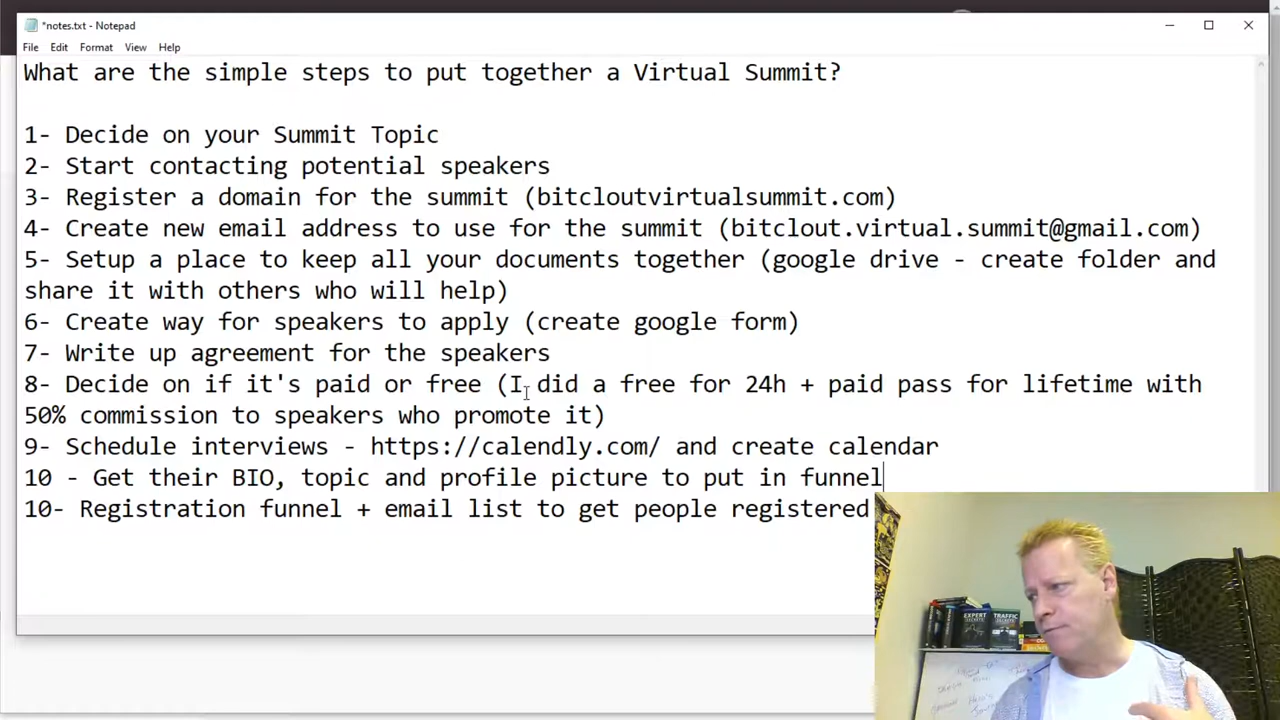 *notes.txt - Notepad
File Edit Format View Help
What are the simple steps to put together a Virtual Summit?
1- Decide on your Summit Topic
2- Start contacting potential speakers
3- Register a domain for the summit (bitcloutvirtualsummit.com)
4- Create new email address to use for the summit (bitclout.virtual.summit@gmail.com)
5- Setup a place to keep all your documents together (google drive - create folder and
share it with others who will help)
6- Create way for speakers to apply (create google form)
7- Write up agreement for the speakers
8- Decide on if it's paid or free (I did a free for 24h + paid pass for lifetime with
50% commission to speakers who promote it)
9- Schedule interviews - https://calendly.com/ and create calendar
10 - Get their BIO, topic and profile picture to put in funnel
10- Registration funnel + email list to get people registered
EXPERT
SECRETS
TRAFFIC
SECRETS